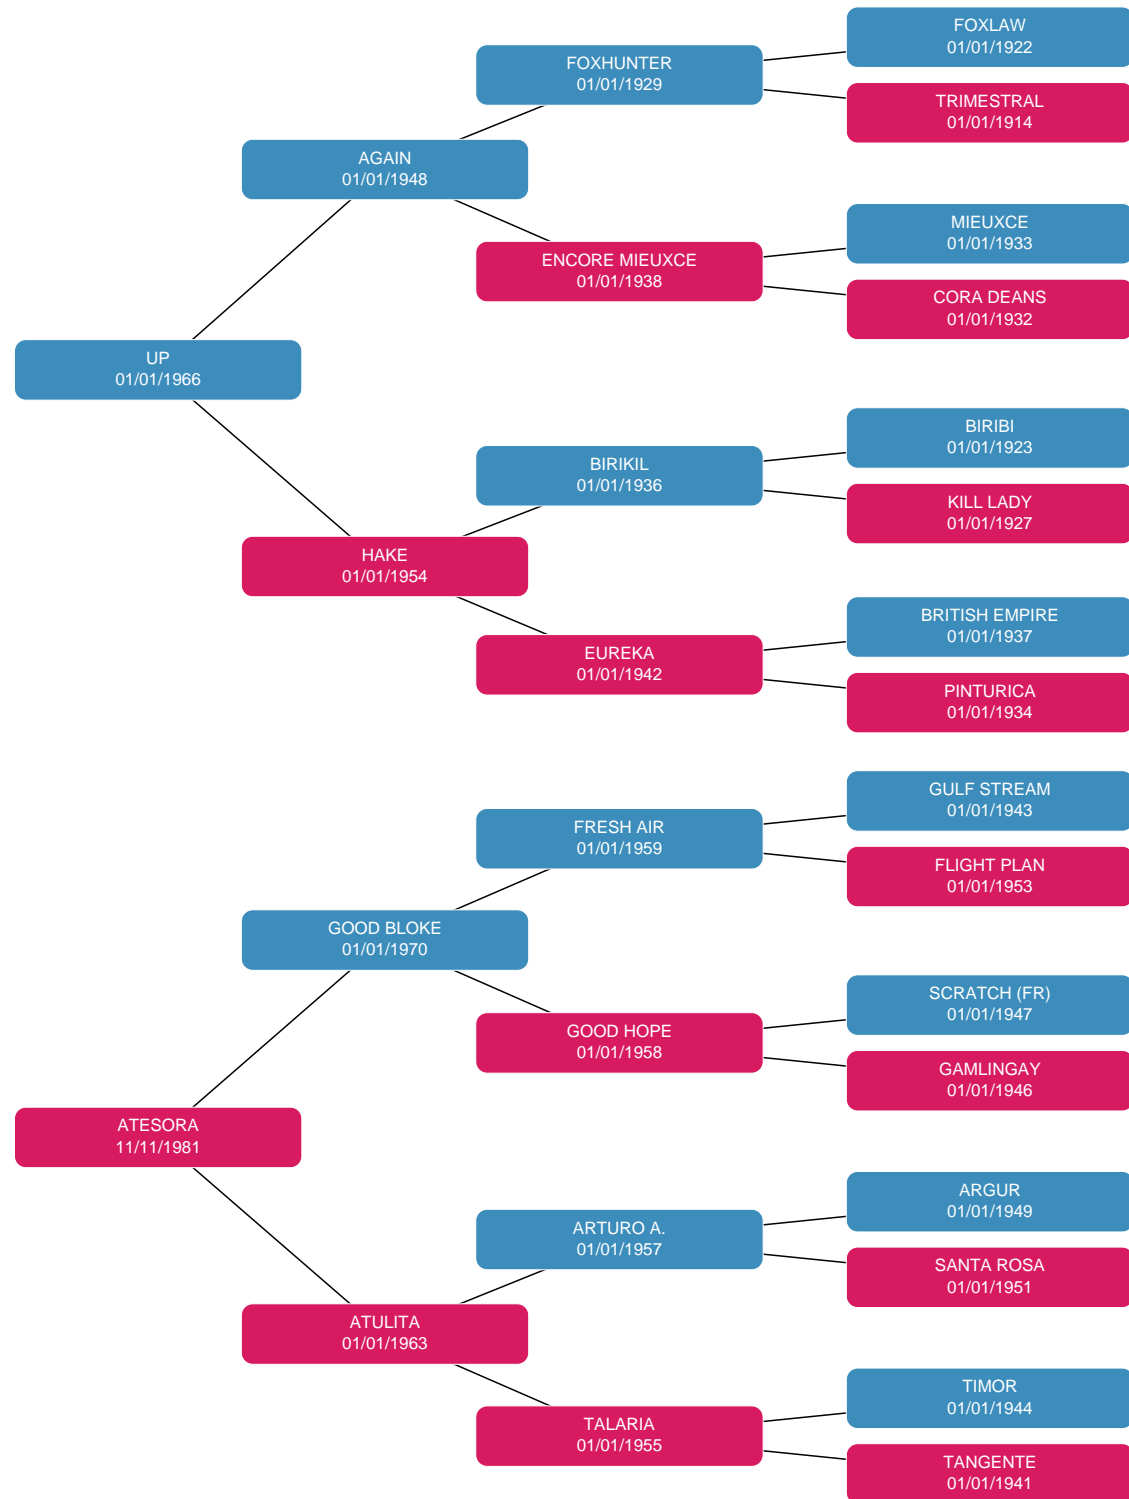 FOXLAW
01/01/1922
FOXHUNTER
01/01/1929
TRIMESTRAL
01/01/1914
AGAIN
01/01/1948
MIEUXCE
01/01/1933
ENCORE MIEUXCE
01/01/1938
CORA DEANS
01/01/1932
UP
01/01/1966
BIRIBI
01/01/1923
BIRIKIL
01/01/1936
KILL LADY
01/01/1927
HAKE
01/01/1954
BRITISH EMPIRE
01/01/1937
EUREKA
01/01/1942
PINTURICA
01/01/1934
GULF STREAM
01/01/1943
FRESH AIR
01/01/1959
FLIGHT PLAN
01/01/1953
GOOD BLOKE
01/01/1970
SCRATCH (FR)
01/01/1947
GOOD HOPE
01/01/1958
GAMLINGAY
01/01/1946
ATESORA
11/11/1981
ARGUR
01/01/1949
ARTURO A.
01/01/1957
SANTA ROSA
01/01/1951
ATULITA
01/01/1963
TIMOR
01/01/1944
TALARIA
01/01/1955
TANGENTE
01/01/1941